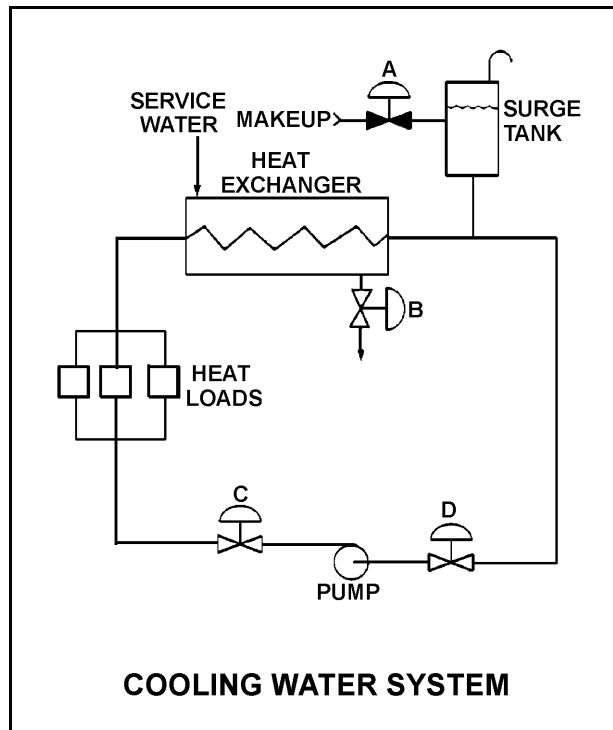 A
SERVICE
WATER
MAKEUP
SURGE
TANK
HEAT
EXCHANGER
B
HEAT
LOADS
C
D
PUMP
COOLING WATER SYSTEM